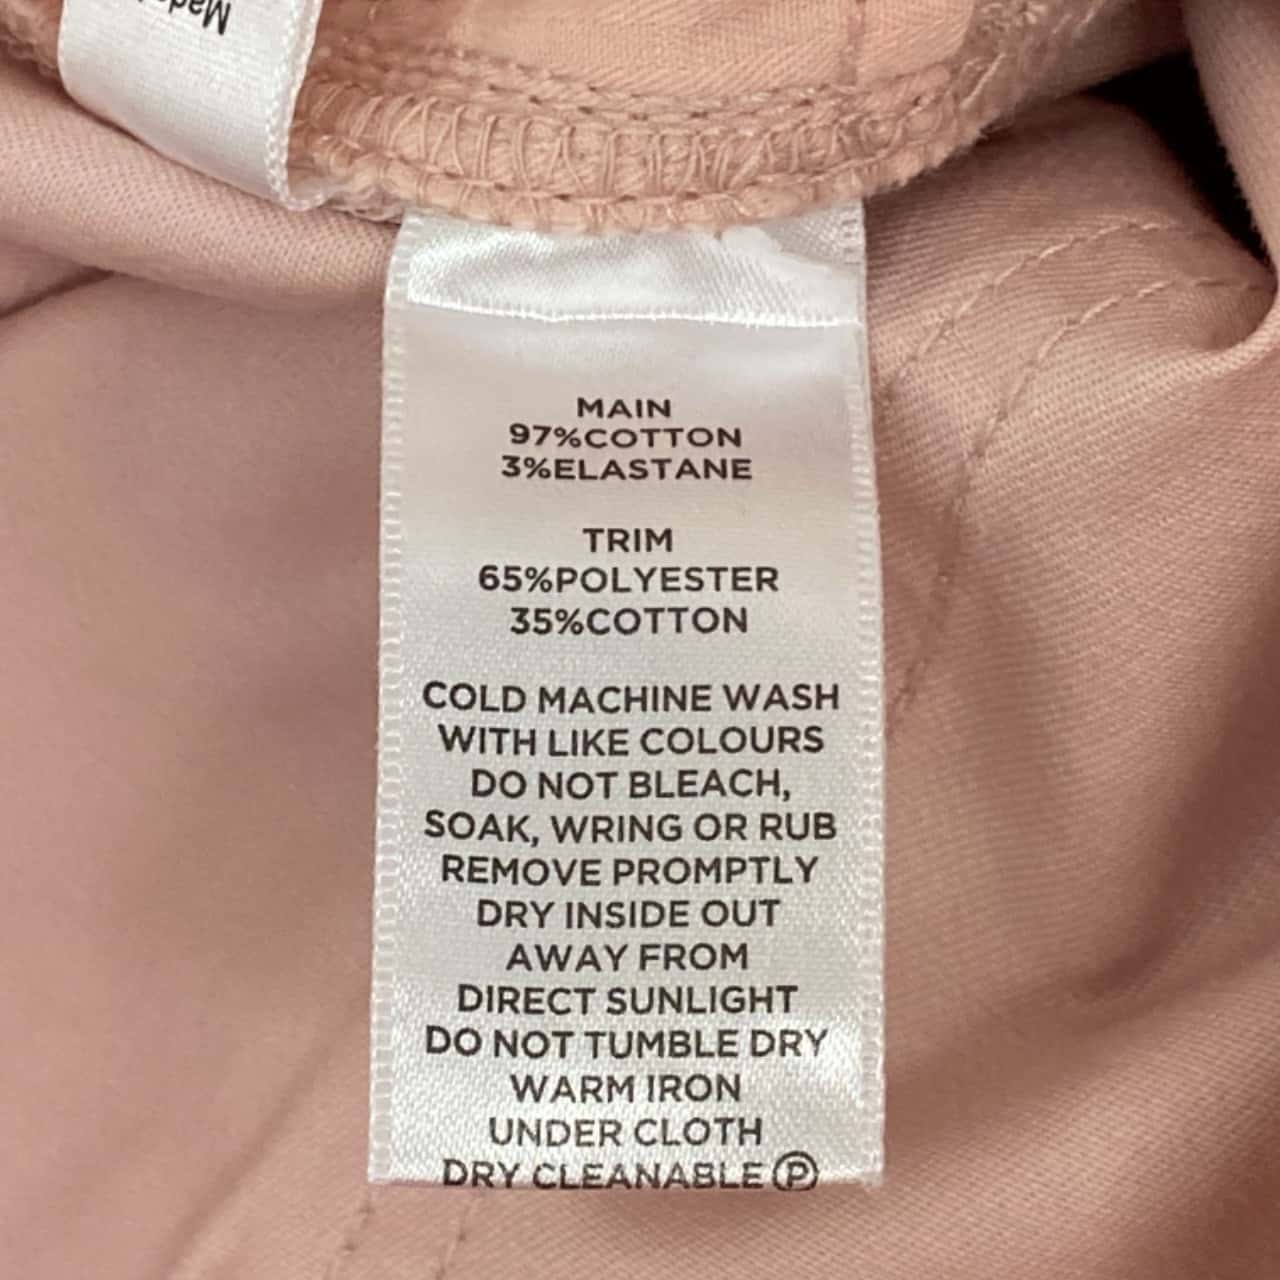 MAIN
97%COTTON
3%ELASTANE
TRIM
65%POLYESTER
35%COTTON
COLD MACHINE WASH
WITH LIKE COLOURS
DO NOT BLEACH,
SOAK, WRING OR RUB
REMOVE PROMPTLY
DRY INSIDE OUT
AWAY FROM
DIRECT SUNLIGHT
DO NOT TUMBLE DRY
WARM IRON
UNDER CLOTH
DRY CLEANABLE Ⓟ